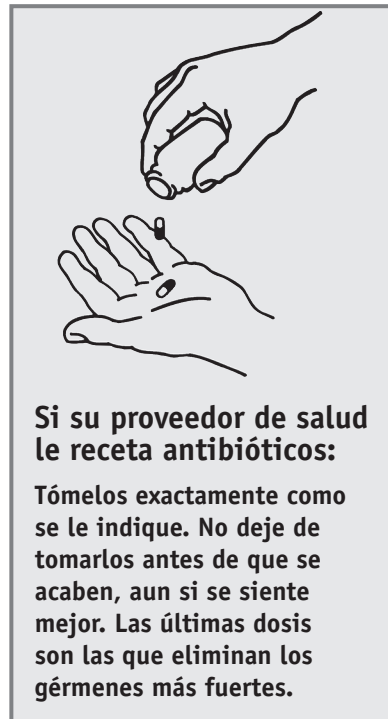 Si su proveedor de salud
le receta antibióticos:
Tómelos exactamente como
se le indique. No deje de
tomarlos antes de que se
acaben, aun si se siente
mejor. Las últimas dosis
son las que eliminan los
gérmenes más fuertes.